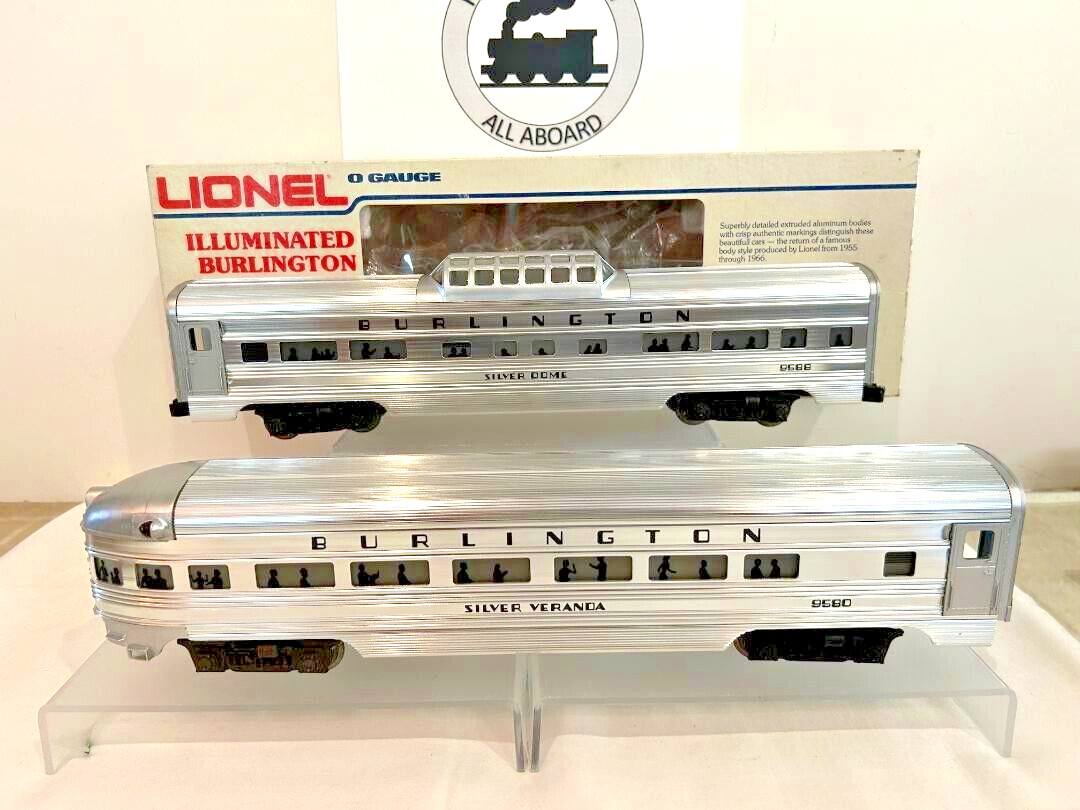 ALL ABOARD
LIONEL O GAUGE
ILLUMINATED
BURLINGTON
Superbly detailed extruded aluminum bodies
with crisp authentic markings distinguish these
beautiful cars — the return of a famous
body style produced by Lionel from 1955
through 1966.
BURLINGTON
SILVER DOME
9588
BURLINGTON
SILVER VERANDA
9580